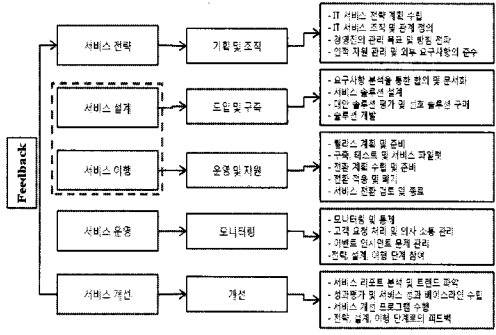 서비스 전략
기획 및 조직
- IT 서비스 전략 계획 수립
- IT 서비스 조직 및 관계 정의
- 경영진의 관리 목표 및 방침 전파
- 인적 자원 관리 및 외부 요구사항의 준수
서비스 설계
도입 및 구축
- 요구사항 분석을 통한 합의 및 문서화
- 서비스 솔루션 설계
- 대안 솔루션 평가 및 선호 솔루션 구매
- 솔루션 개발
Feedback
서비스 이행
운영 및 지원
- 릴리스 계획 및 준비
- 구축, 테스트 및 서비스 파일럿
- 전환 계획 수립 및 준비
- 전환 적용 및 폐기
- 서비스 전환 검토 및 종료
서비스 운영
모니터링
- 모니터링 및 통제
- 고객 요청 처리 및 의사 소통 관리
- 이벤트 인시던트 문제 관리
-전략, 설계, 이행 단계 참여
서비스 개선
개선
- 서비스 리포트 분석 및 트렌드 파악
- 성과평가 및 서비스 성과 베이스라인 수립
- 서비스 개선 프로그램 수행
- 전략, 설계, 이행 단계로의 피드백